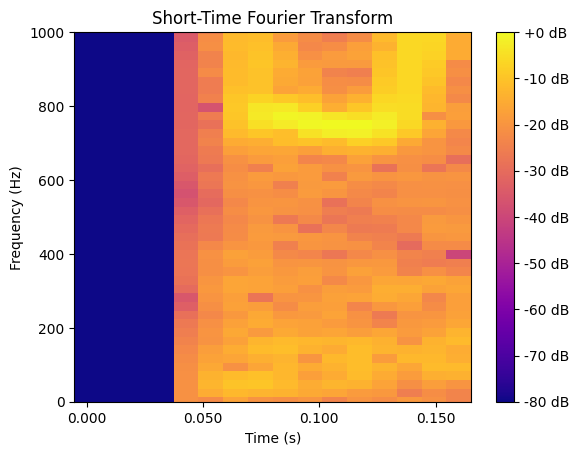 Short-Time Fourier Transform
1000
800
600
400
200
0
Frequency (Hz)
0.000
0.050
0.100
0.150
Time (s)
+0 dB
-10 dB
-20 dB
-30 dB
-40 dB
-50 dB
-60 dB
-70 dB
-80 dB